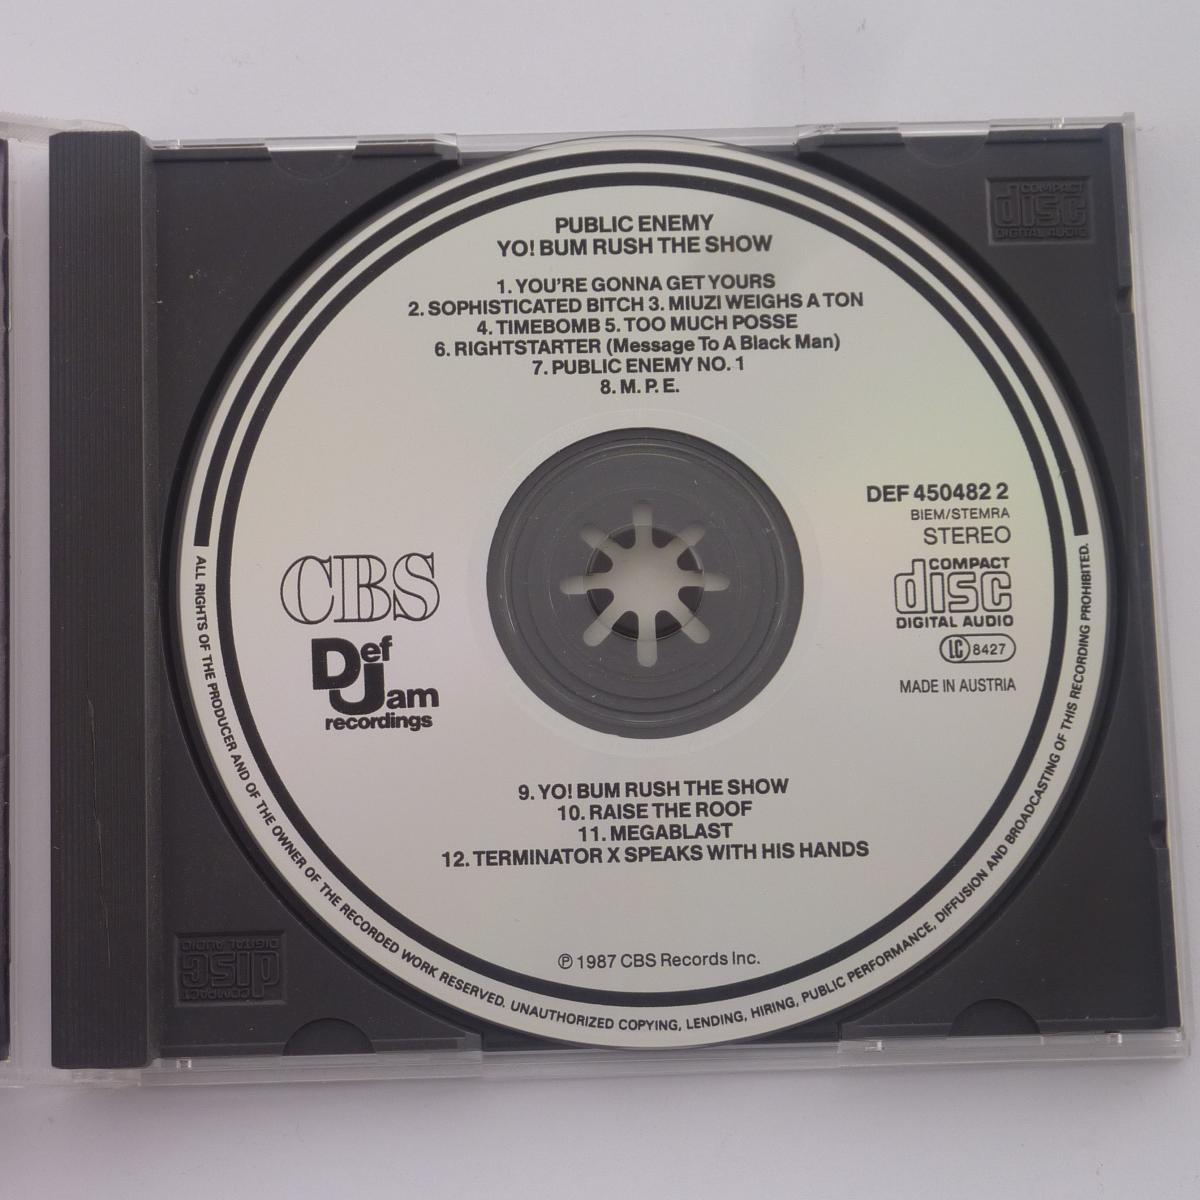 PUBLIC ENEMY
YO! BUM RUSH THE SHOW
1. YOU'RE GONNA GET YOURS
2. SOPHISTICATED BITCH 3. MIUZI WEIGHS A TON
4. TIMEBOMB 5. TOO MUCH POSSE
6. RIGHTSTARTER (Message To A Black Man)
7. PUBLIC ENEMY NO. 1
8. M. P. E.
DEF 450482 2
BIEM/STEMRA
STEREO
COMPACT
disc
DIGITAL AUDIO
LC 8427
MADE IN AUSTRIA
CBS
Def
Jam
recordings
9. YO! BUM RUSH THE SHOW
10. RAISE THE ROOF
11. MEGABLAST
12. TERMINATOR X SPEAKS WITH HIS HANDS
℗ 1987 CBS Records Inc.
ALL RIGHTS OF THE PRODUCER AND OF THE OWNER OF THE RECORDED WORK RESERVED. UNAUTHORIZED COPYING, LENDING, HIRING, PUBLIC PERFORMANCE, DIFFUSION AND BROADCASTING OF THIS RECORDING PROHIBITED.
COMPACT
disc
DIGITAL AUDIO
COMPACT
disc
DIGITAL AUDIO